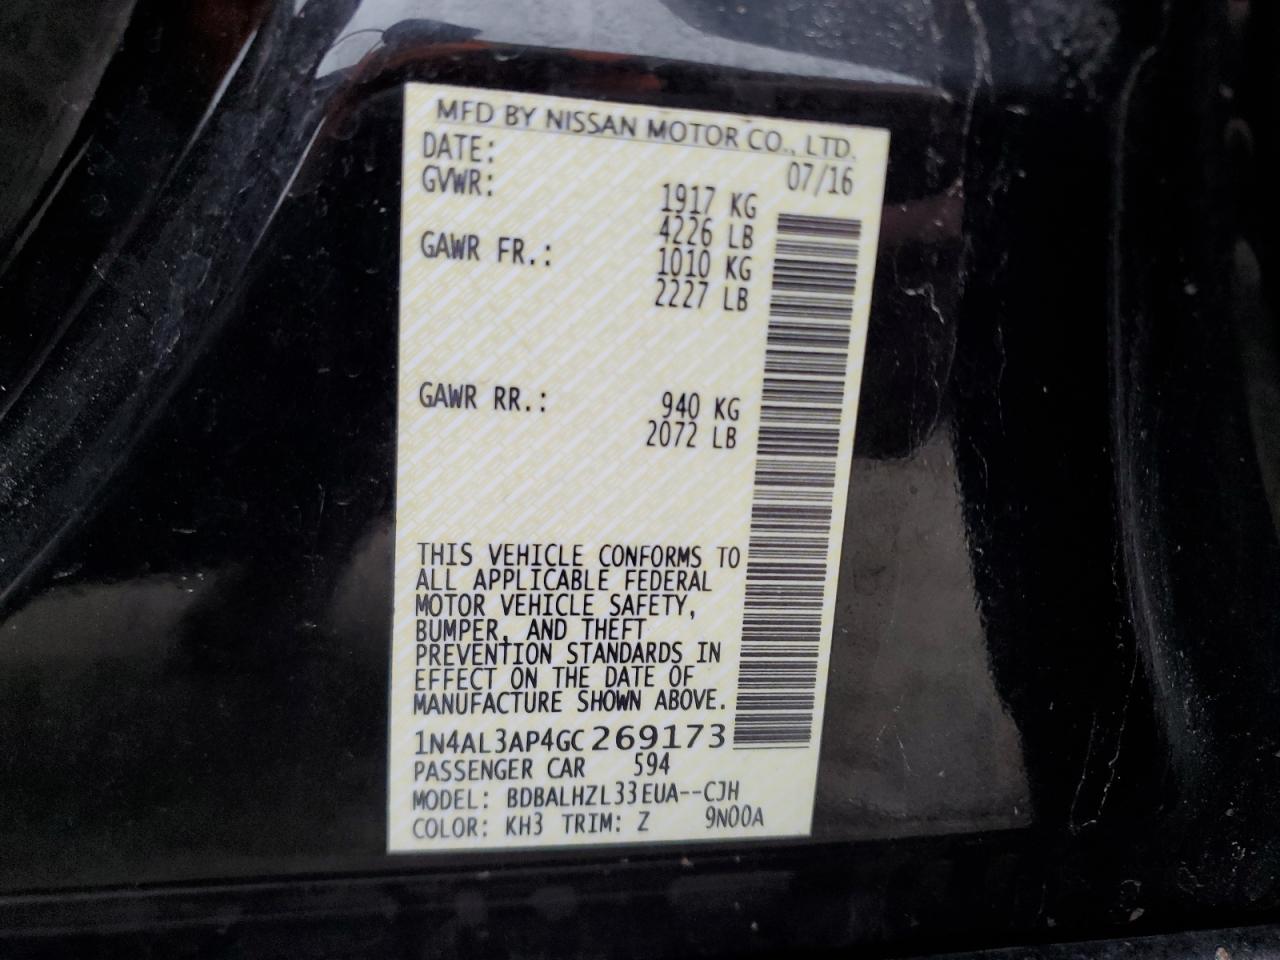 MFD BY NISSAN MOTOR CO., LTD.
DATE: 07/16
GVWR: 1917 KG
4226 LB
GAWR FR.: 1010 KG
2227 LB
GAWR RR.: 940 KG
2072 LB
THIS VEHICLE CONFORMS TO
ALL APPLICABLE FEDERAL
MOTOR VEHICLE SAFETY,
BUMPER, AND THEFT
PREVENTION STANDARDS IN
EFFECT ON THE DATE OF
MANUFACTURE SHOWN ABOVE.
1N4AL3AP4GC269173
PASSENGER CAR 594
MODEL: BDBALHZL33EUA--CJH
COLOR: KH3 TRIM: Z 9N00A